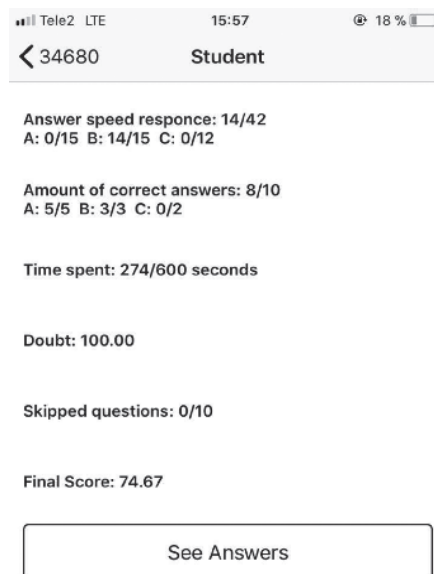 Tele2 LTE 15:57 18 %
34680 Student
Answer speed responce: 14/42
A: 0/15 B: 14/15 C: 0/12
Amount of correct answers: 8/10
A: 5/5 B: 3/3 C: 0/2
Time spent: 274/600 seconds
Doubt: 100.00
Skipped questions: 0/10
Final Score: 74.67
See Answers